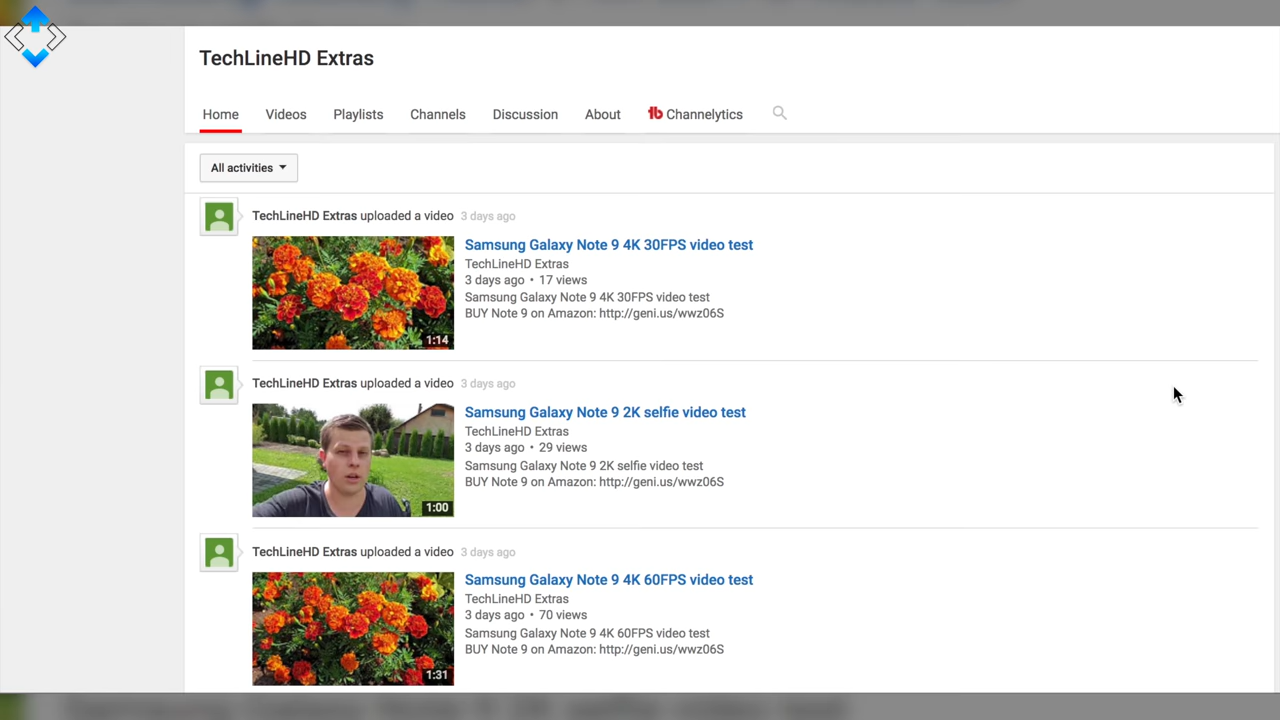 TechLineHD Extras
Home Videos Playlists Channels Discussion About Channelytics
All activities
TechLineHD Extras uploaded a video 3 days ago
Samsung Galaxy Note 9 4K 30FPS video test
TechLineHD Extras
3 days ago • 17 views
Samsung Galaxy Note 9 4K 30FPS video test
BUY Note 9 on Amazon: http://geni.us/wwz06S
1:14
TechLineHD Extras uploaded a video 3 days ago
Samsung Galaxy Note 9 2K selfie video test
TechLineHD Extras
3 days ago • 29 views
Samsung Galaxy Note 9 2K selfie video test
BUY Note 9 on Amazon: http://geni.us/wwz06S
1:00
TechLineHD Extras uploaded a video 3 days ago
Samsung Galaxy Note 9 4K 60FPS video test
TechLineHD Extras
3 days ago • 70 views
Samsung Galaxy Note 9 4K 60FPS video test
BUY Note 9 on Amazon: http://geni.us/wwz06S
1:31